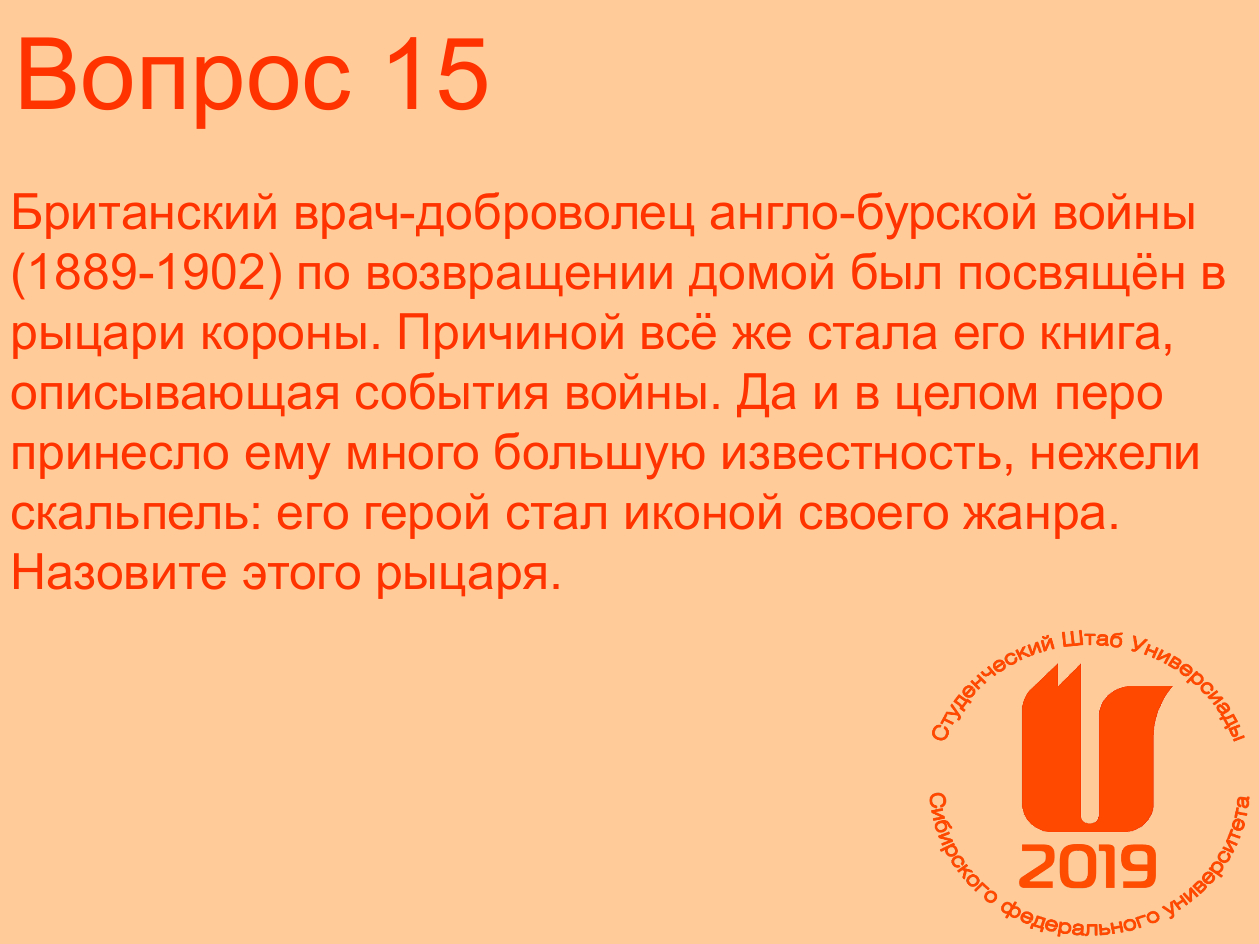 Вопрос 15
Британский врач-доброволец англо-бурской войны
(1889-1902) по возвращении домой был посвящён в
рыцари короны. Причиной всё же стала его книга,
описывающая события войны. Да и в целом перо
принесло ему много большую известность, нежели
скальпель: его герой стал иконой своего жанра.
Назовите этого рыцаря.
Студенческий Штаб Универсиады
2019
Сибирского федерального университета